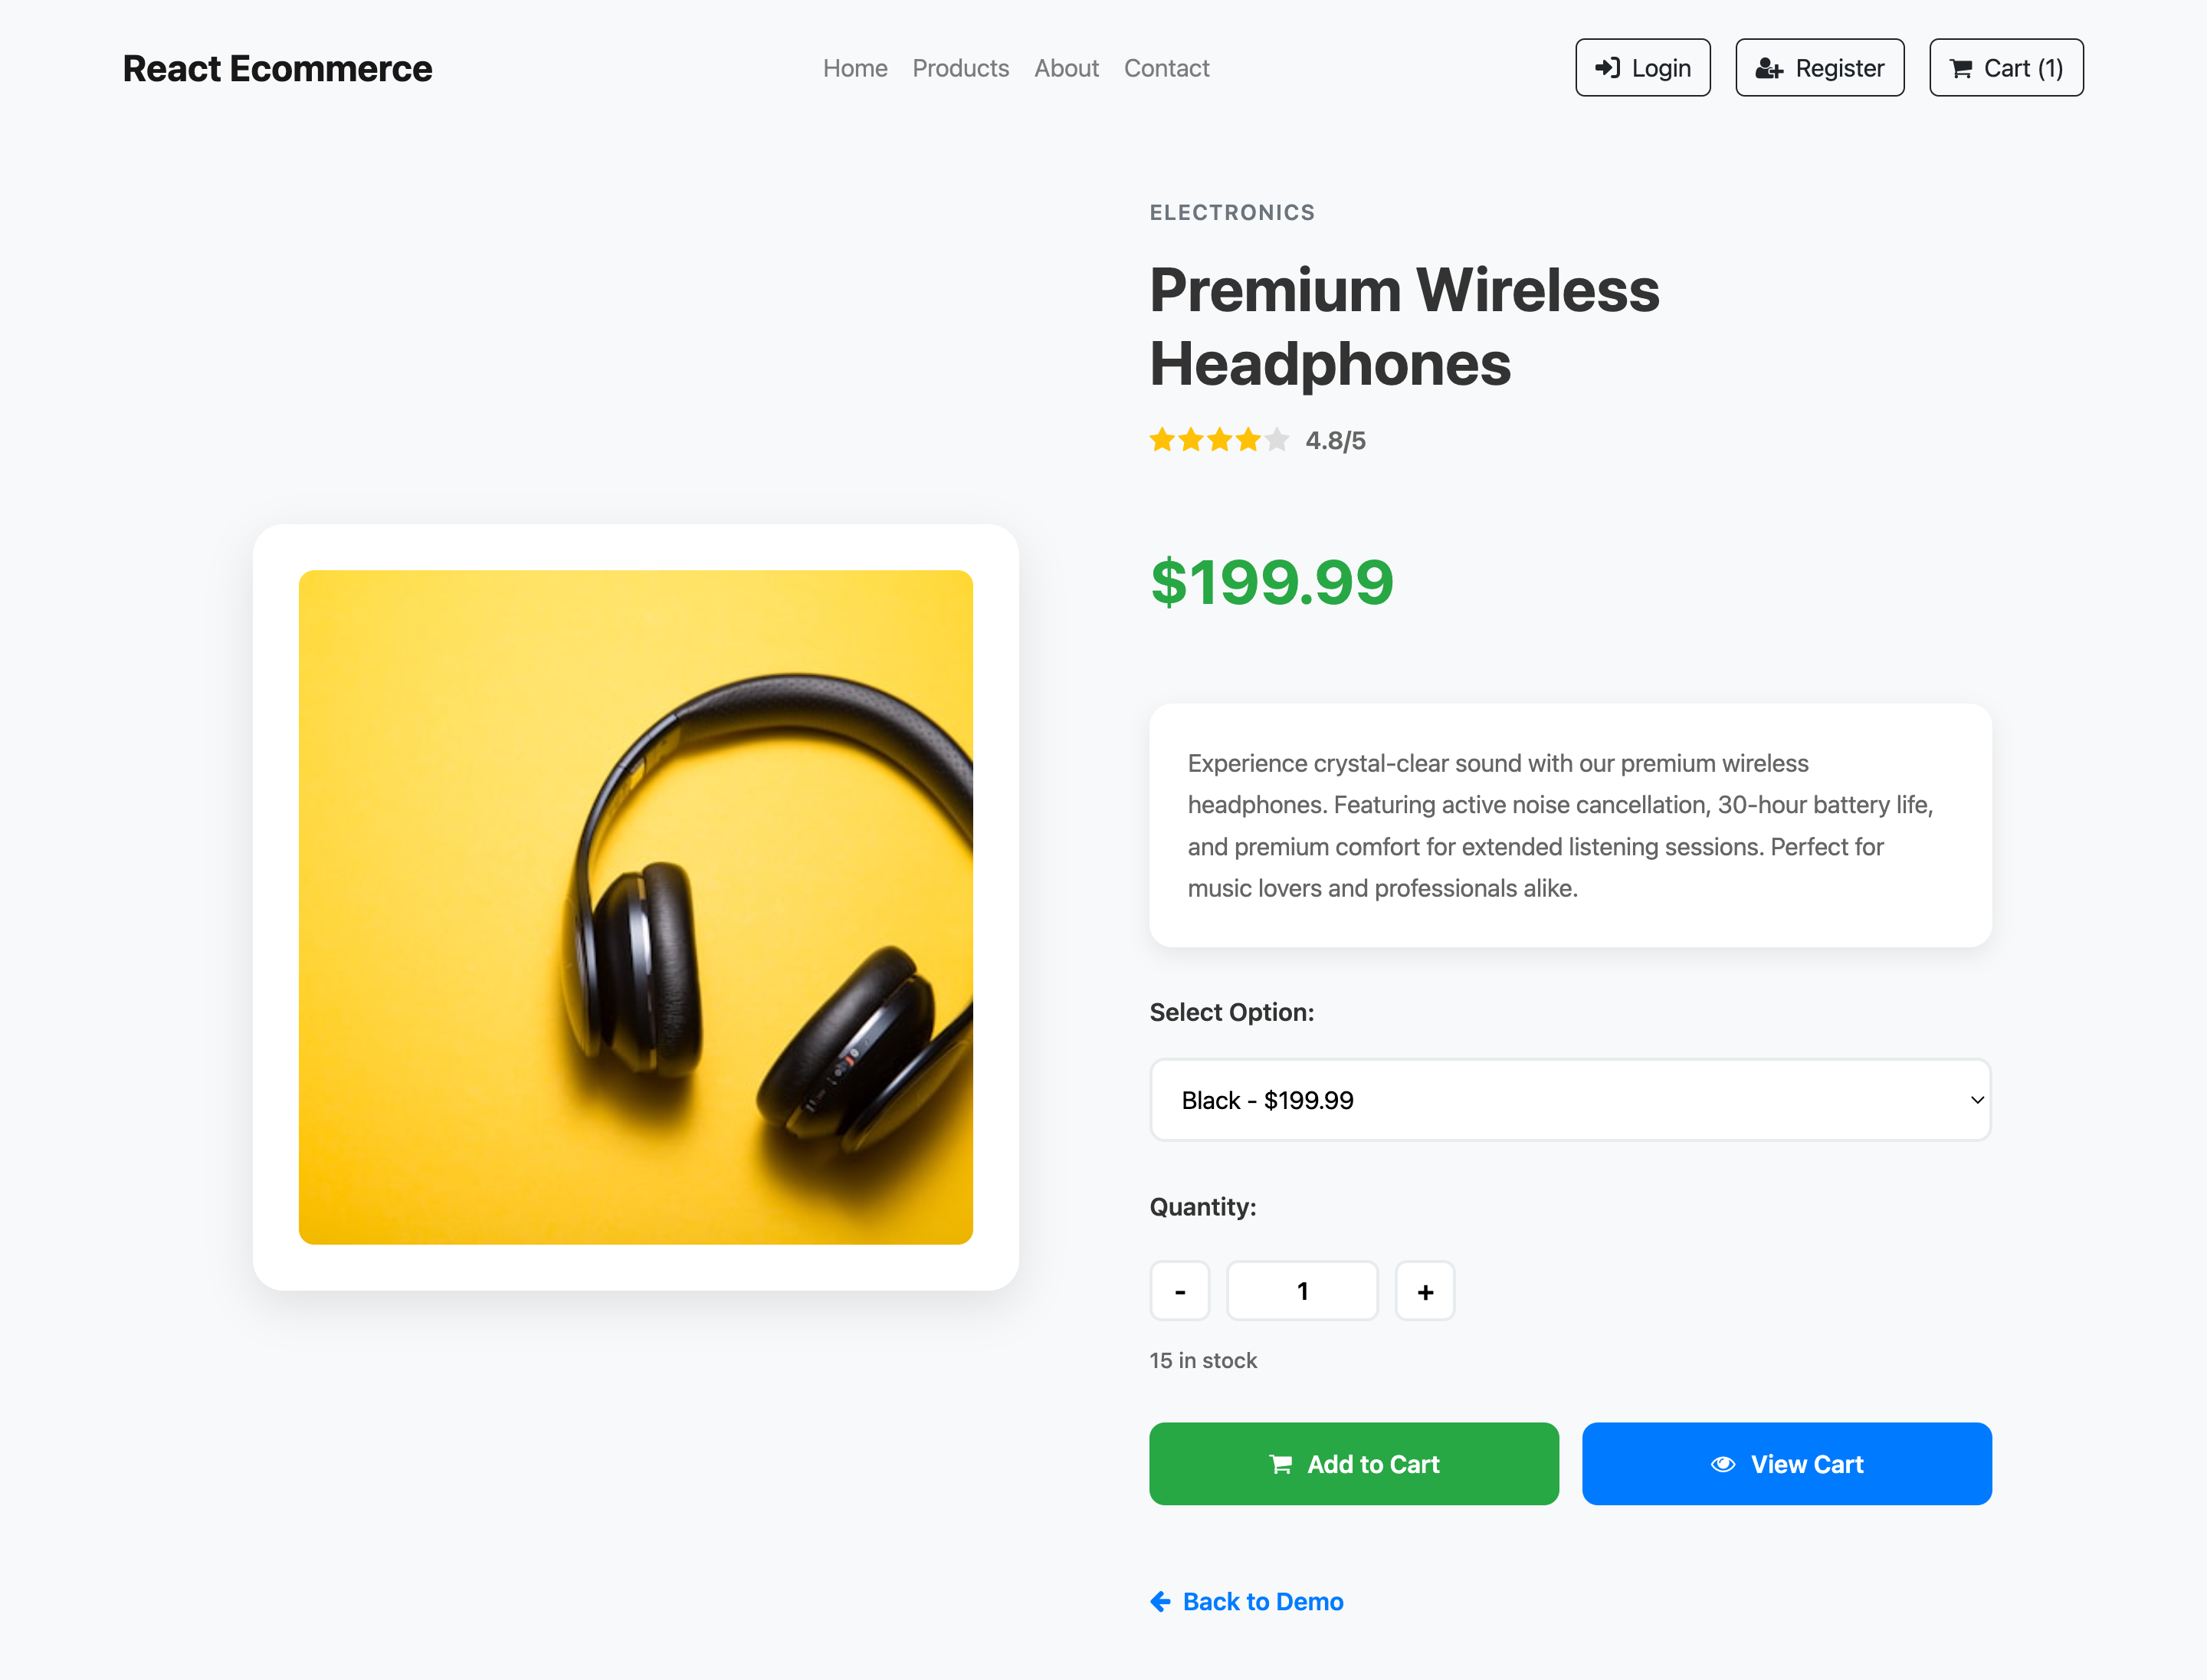 React Ecommerce
Home Products About Contact
Login Register Cart (1)
ELECTRONICS
Premium Wireless
Headphones
4.8/5
$199.99
Experience crystal-clear sound with our premium wireless
headphones. Featuring active noise cancellation, 30-hour battery life,
and premium comfort for extended listening sessions. Perfect for
music lovers and professionals alike.
Select Option:
Black - $199.99
Quantity:
- 1 +
15 in stock
Add to Cart View Cart
Back to Demo